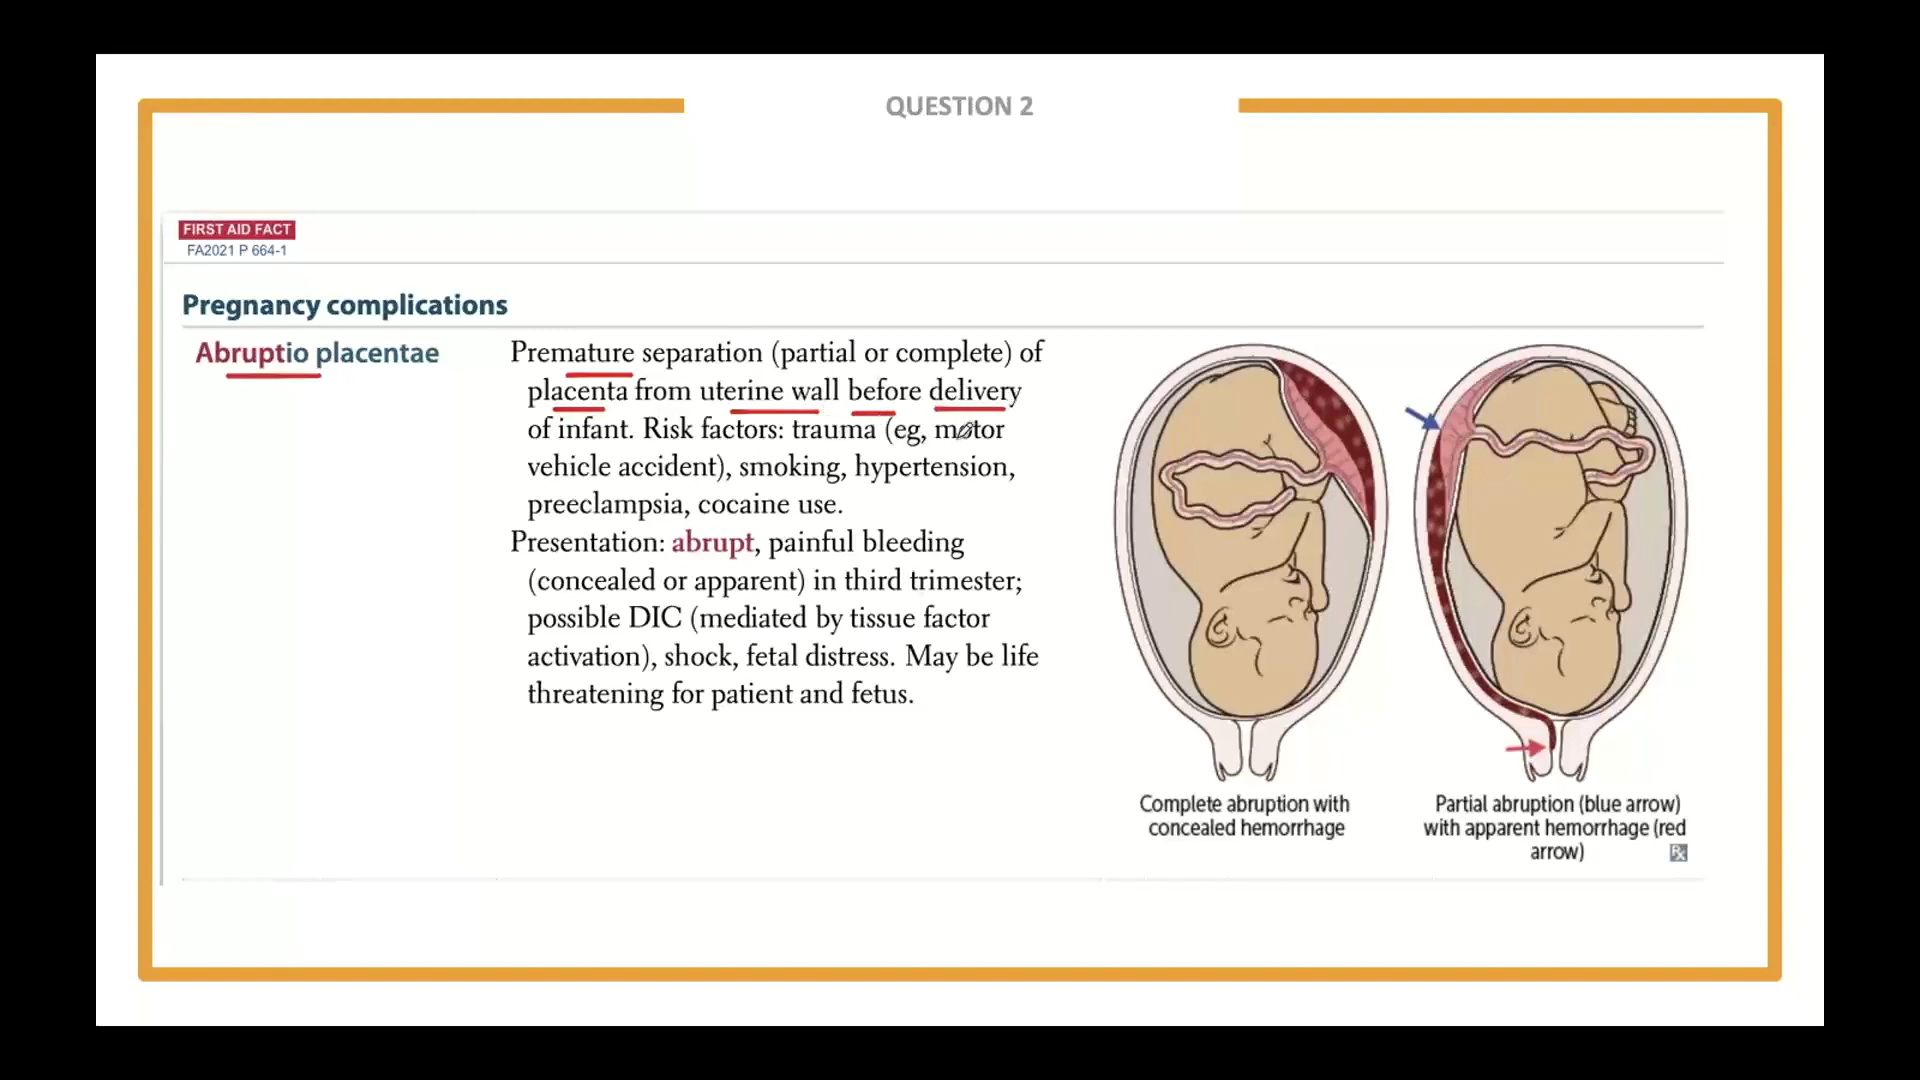 QUESTION 2
FIRST AID FACT
FA2021 P 664-1
Pregnancy complications
Abruptio placentae
Premature separation (partial or complete) of
placenta from uterine wall before delivery
of infant. Risk factors: trauma (eg, motor
vehicle accident), smoking, hypertension,
preeclampsia, cocaine use.
Presentation: abrupt, painful bleeding
(concealed or apparent) in third trimester;
possible DIC (mediated by tissue factor
activation), shock, fetal distress. May be life
threatening for patient and fetus.
Complete abruption with
concealed hemorrhage
Partial abruption (blue arrow)
with apparent hemorrhage (red
arrow)
Rx